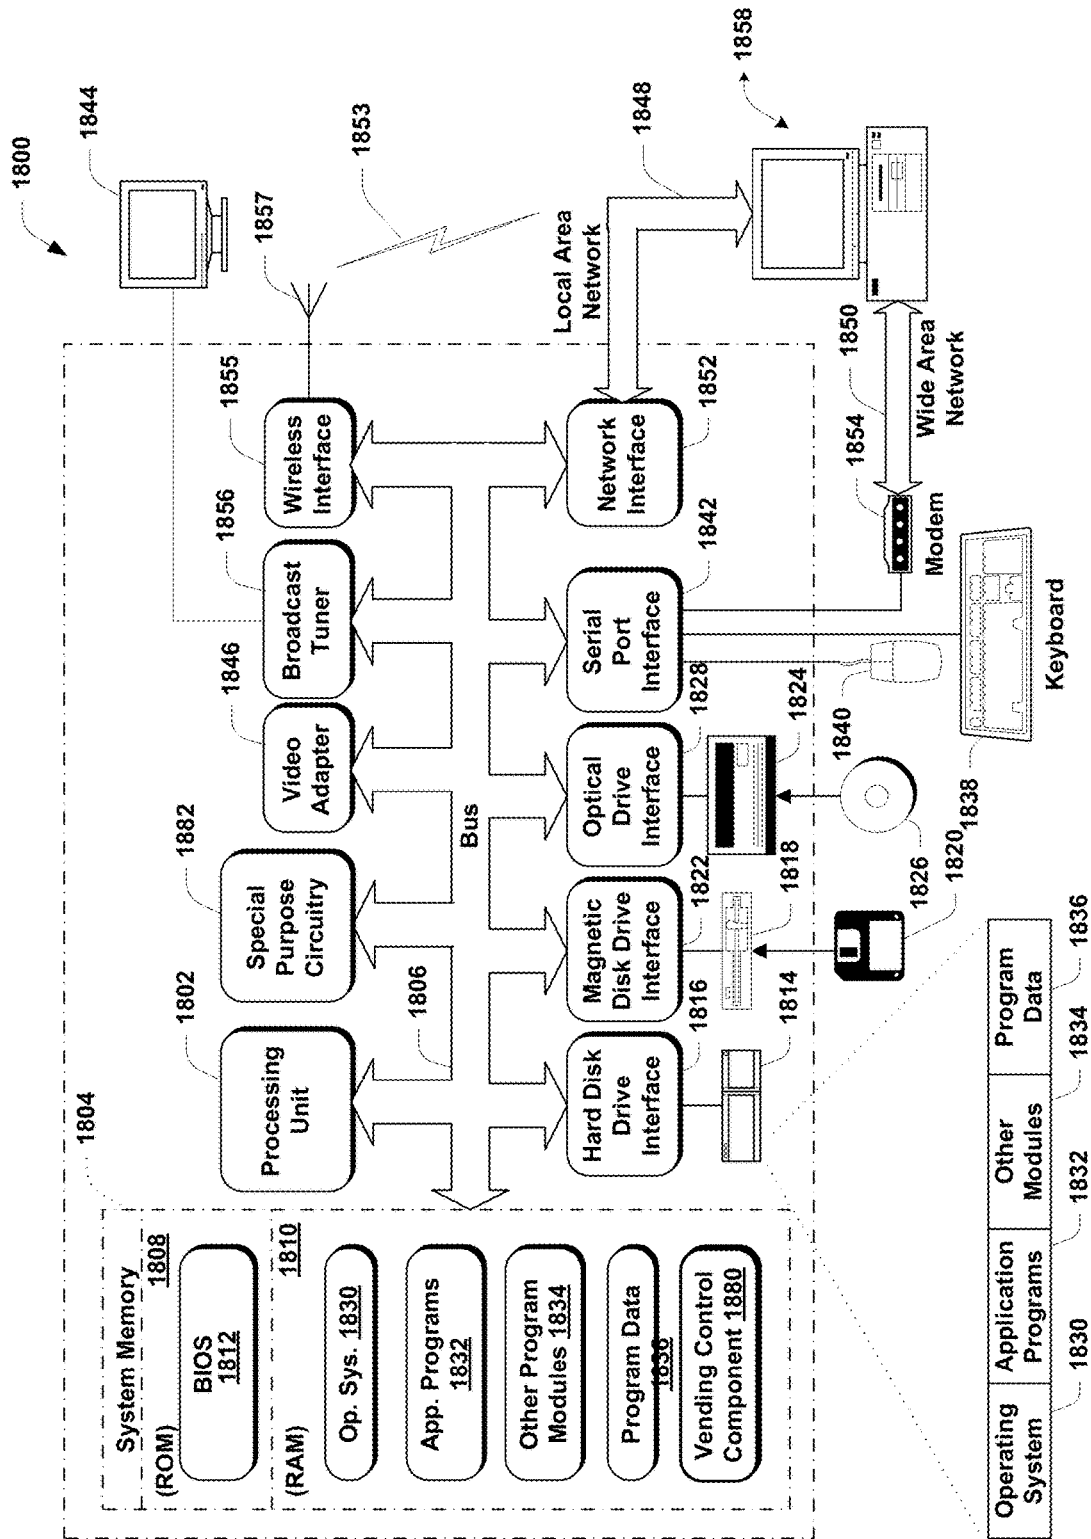 1800
1844
1857
1853
1804
1802
1882
1846
1856
1855
System Memory
(ROM)
1808
BIOS
1812
(RAM)
1810
Op. Sys. 1830
App. Programs
1832
Other Program
Modules 1834
Program Data
1836
Vending Control
Component 1880
Processing
Unit
Special
Purpose
Circuitry
Video
Adapter
Broadcast
Tuner
Wireless
Interface
1806
Bus
Hard Disk
Drive
Interface
Magnetic
Disk Drive
Interface
Optical
Drive
Interface
Serial
Port
Interface
Network
Interface
Local Area
Network
1816
1822
1828
1842
1852
1848
1858
1814
1818
1824
1840
1854
1850
Modem
Wide Area
Network
1826
1820
1838
Keyboard
Operating
System
Application
Programs
Other
Modules
Program
Data
1830
1832
1834
1836